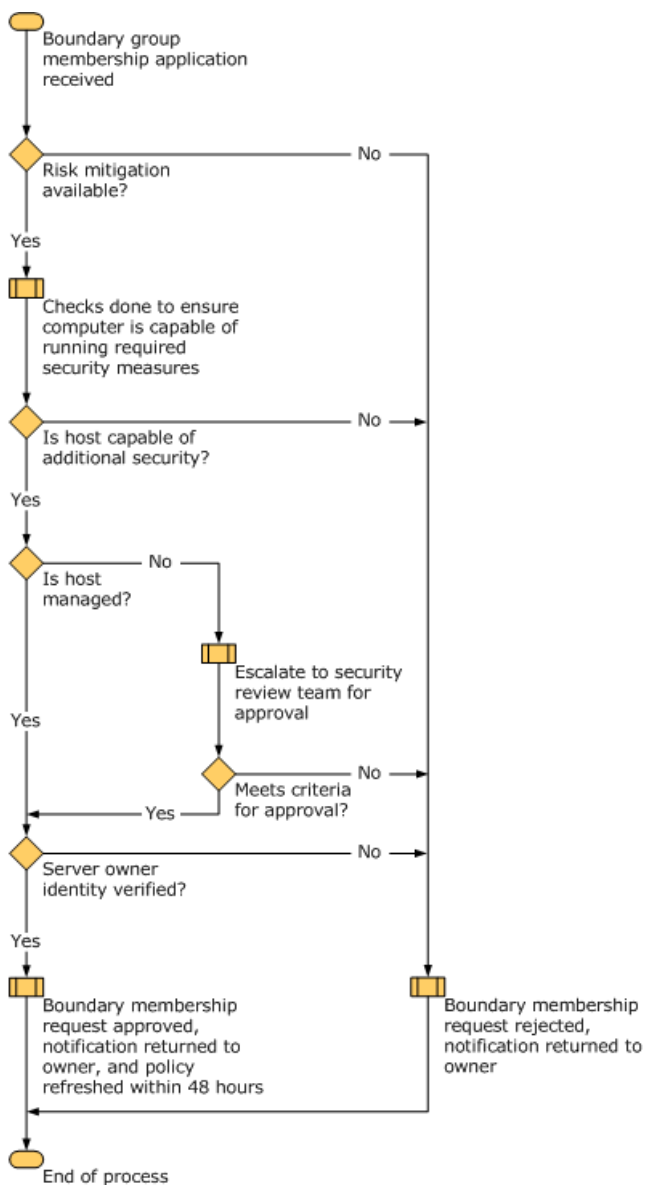 Boundary group
membership application
received
No
Risk mitigation
available?
Yes
Checks done to ensure
computer is capable of
running required
security measures
No
Is host capable of
additional security?
Yes
No
Is host
managed?
Escalate to security
review team for
approval
Yes
No
Meets criteria
for approval?
Yes
No
Server owner
identity verified?
Yes
Boundary membership
request approved,
notification returned to
owner, and policy
refreshed within 48 hours
Boundary membership
request rejected,
notification returned to
owner
End of process